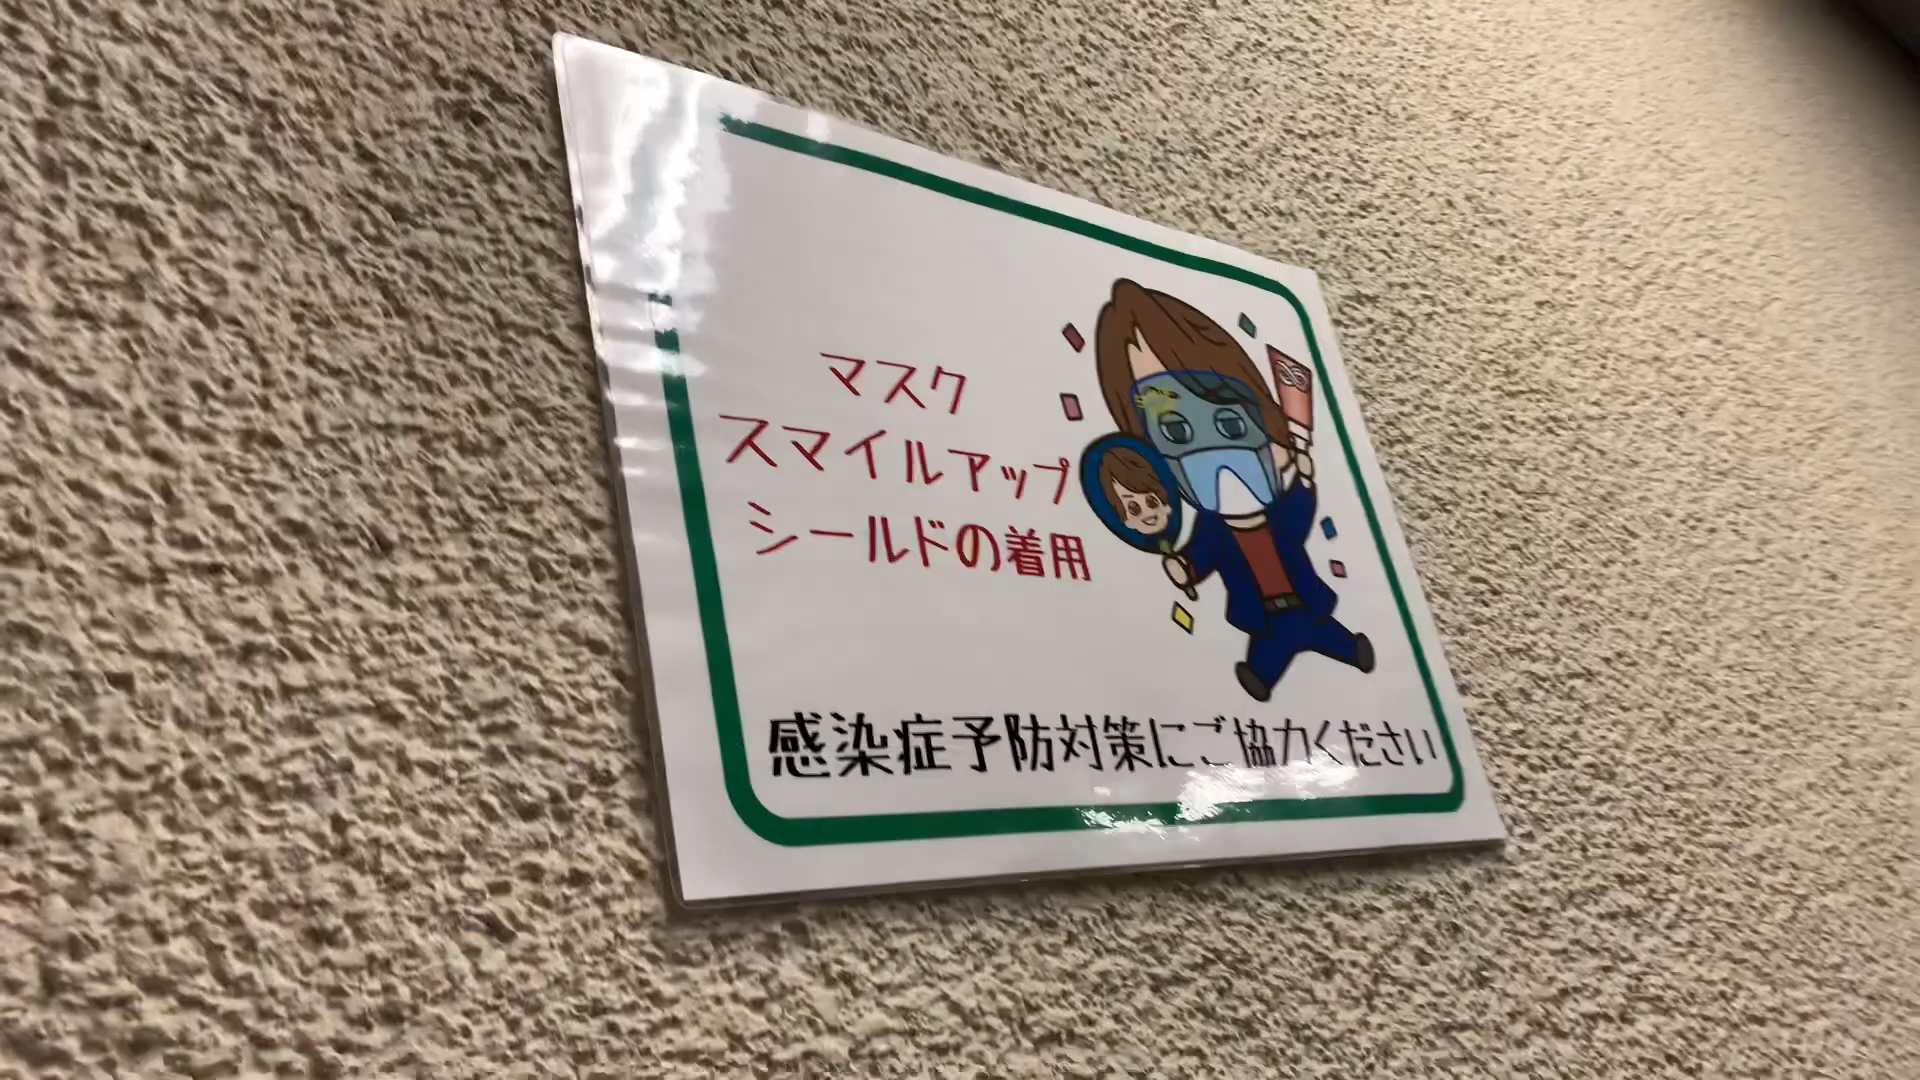 マスク
スマイルアップ
シールドの着用
感染症予防対策にご協力ください